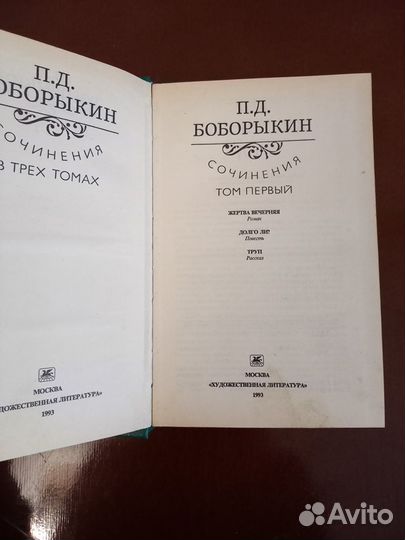 П.Д.
БОБОРЫКИН
СОЧИНЕНИЯ
В ТРЕХ ТОМАХ
МОСКВА
«ХУДОЖЕСТВЕННАЯ ЛИТЕРАТУРА»
1993
П.Д.
БОБОРЫКИН
СОЧИНЕНИЯ
ТОМ ПЕРВЫЙ
ЖЕРТВА ВЕЧЕРНЯЯ
Роман
ДОЛГО ЛИ?
Повесть
ТРУП
Рассказ
МОСКВА
«ХУДОЖЕСТВЕННАЯ ЛИТЕРАТУРА»
1993
Avito